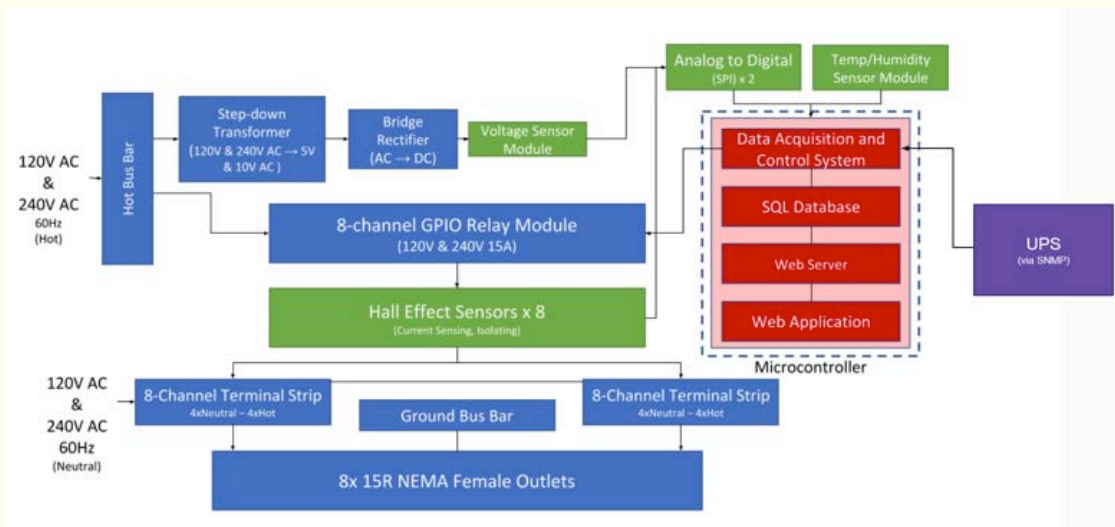 Analog to Digital
(SPI) x 2
Temp/Humidity
Sensor Module
Step-down
Transformer
(120V & 240V AC → 5V
& 10V AC )
Bridge
Rectifier
(AC → DC)
Voltage Sensor
Module
Data Acquisition and
Control System
120V AC
&
240V AC
60Hz
(Hot)
Hot Bus Bar
8-channel GPIO Relay Module
(120V & 240V 15A)
SQL Database
UPS
(via SNMP)
Web Server
Hall Effect Sensors x 8
(Current Sensing, Isolating)
Web Application
Microcontroller
120V AC
&
240V AC
60Hz
(Neutral)
8-Channel Terminal Strip
4xNeutral – 4xHot
Ground Bus Bar
8-Channel Terminal Strip
4xNeutral – 4xHot
8x 15R NEMA Female Outlets